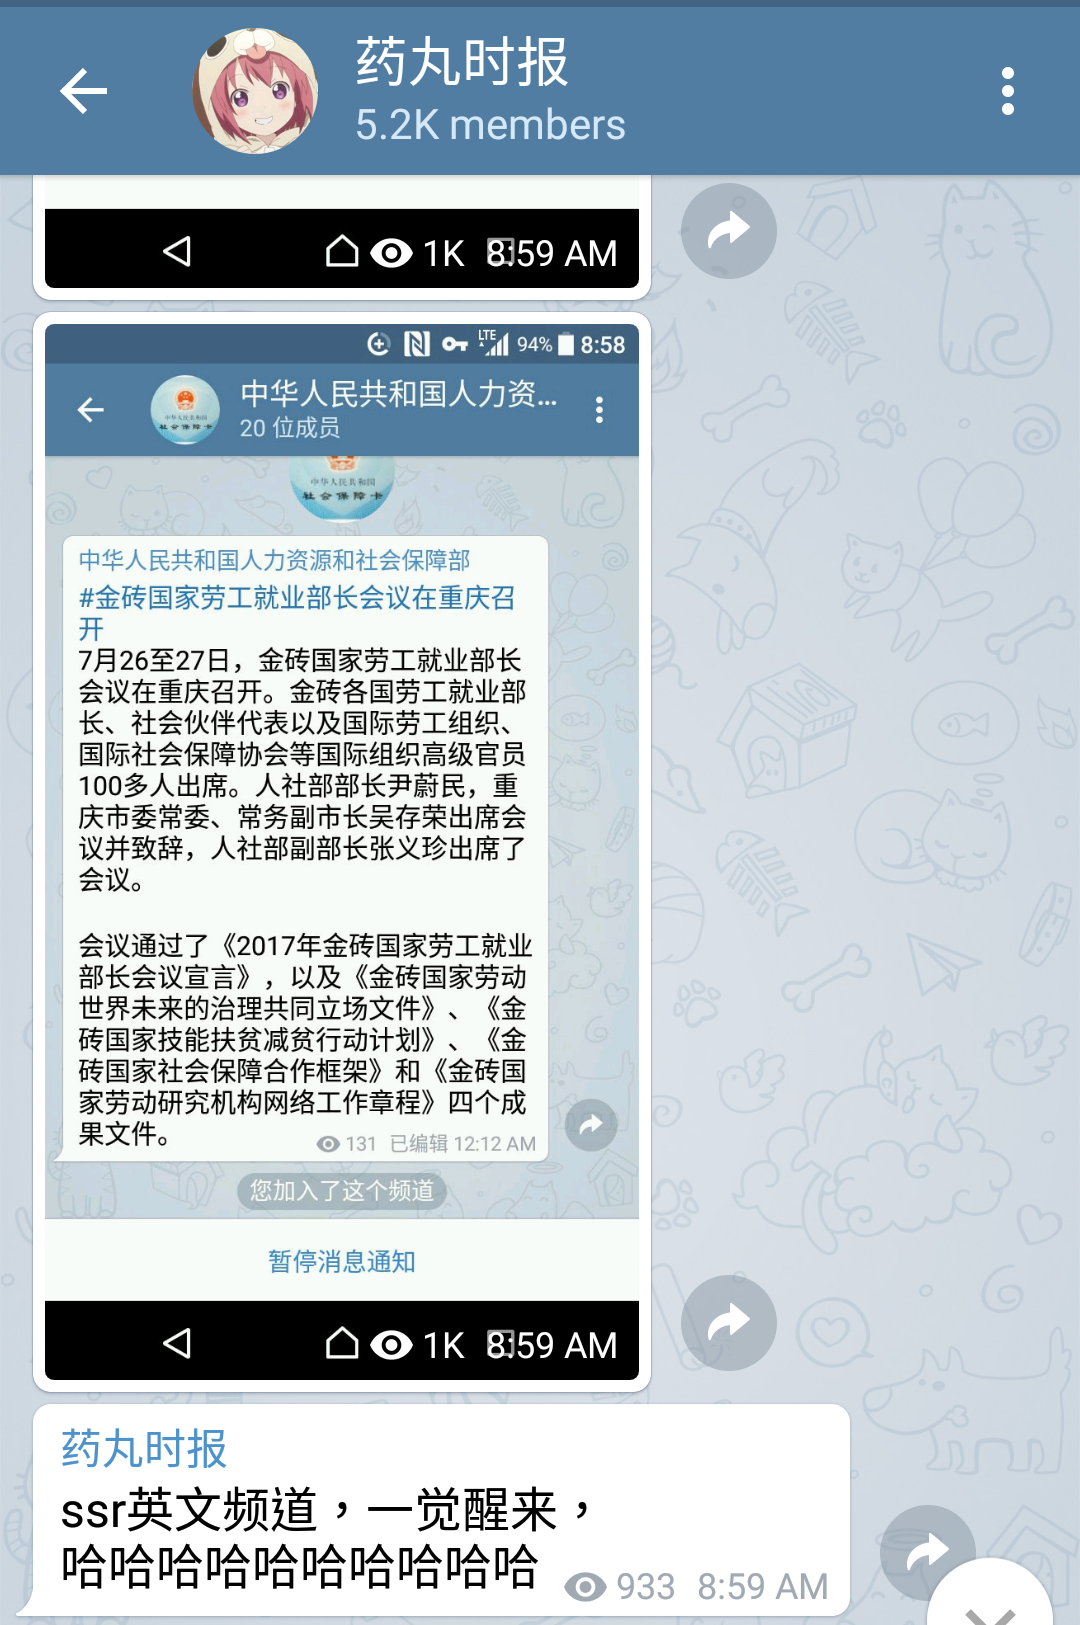 药丸时报
5.2K members
1K 8:59 AM
LTE 94% 8:58
中华人民共和国人力资...
20 位成员
中华人民共和国
社会保障卡
中华人民共和国
社会保障卡
中华人民共和国人力资源和社会保障部
#金砖国家劳工就业部长会议在重庆召
开
7月26至27日，金砖国家劳工就业部长
会议在重庆召开。金砖各国劳工就业部
长、社会伙伴代表以及国际劳工组织、
国际社会保障协会等国际组织高级官员
100多人出席。人社部部长尹蔚民，重
庆市委常委、常务副市长吴存荣出席会
议并致辞，人社部副部长张义珍出席了
会议。
会议通过了《2017年金砖国家劳工就业
部长会议宣言》，以及《金砖国家劳动
世界未来的治理共同立场文件》、《金
砖国家技能扶贫减贫行动计划》、《金
砖国家社会保障合作框架》和《金砖国
家劳动研究机构网络工作章程》四个成
果文件。
131 已编辑 12:12 AM
您加入了这个频道
暂停消息通知
1K 8:59 AM
药丸时报
ssr英文频道，一觉醒来，
哈哈哈哈哈哈哈哈哈哈
933 8:59 AM